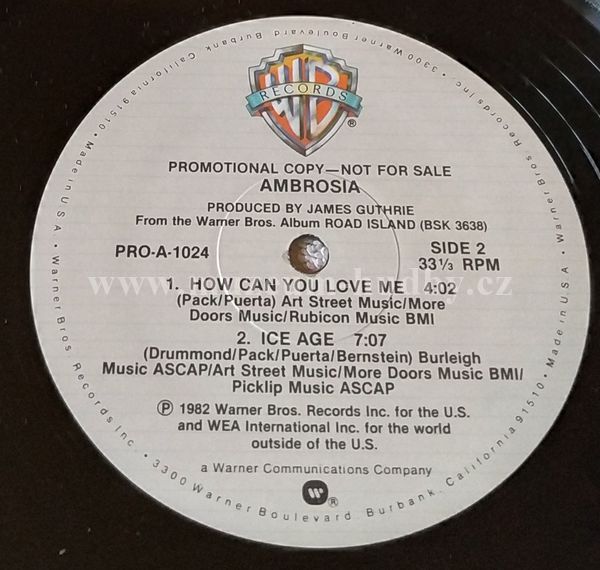 WB
RECORDS
®
PROMOTIONAL COPY—NOT FOR SALE
AMBROSIA
PRODUCED BY JAMES GUTHRIE
From the Warner Bros. Album ROAD ISLAND (BSK 3638)
PRO-A-1024
SIDE 2
33⅓ RPM
1. HOW CAN YOU LOVE ME 4:02
(Pack/Puerta) Art Street Music/More
Doors Music/Rubicon Music BMI
2. ICE AGE 7:07
(Drummond/Pack/Puerta/Bernstein) Burleigh
Music ASCAP/Art Street Music/More Doors Music BMI/
Picklip Music ASCAP
℗ 1982 Warner Bros. Records Inc. for the U.S.
and WEA International Inc. for the world
outside of the U.S.
a Warner Communications Company
®
Warner Bros. Records Inc. • 3300 Warner Boulevard Burbank, California 91510 • Made in U.S.A. • Warner Bros. Records Inc. • 3300 Warner Boulevard, Burbank, California 91510 • Made in U.S.A. •